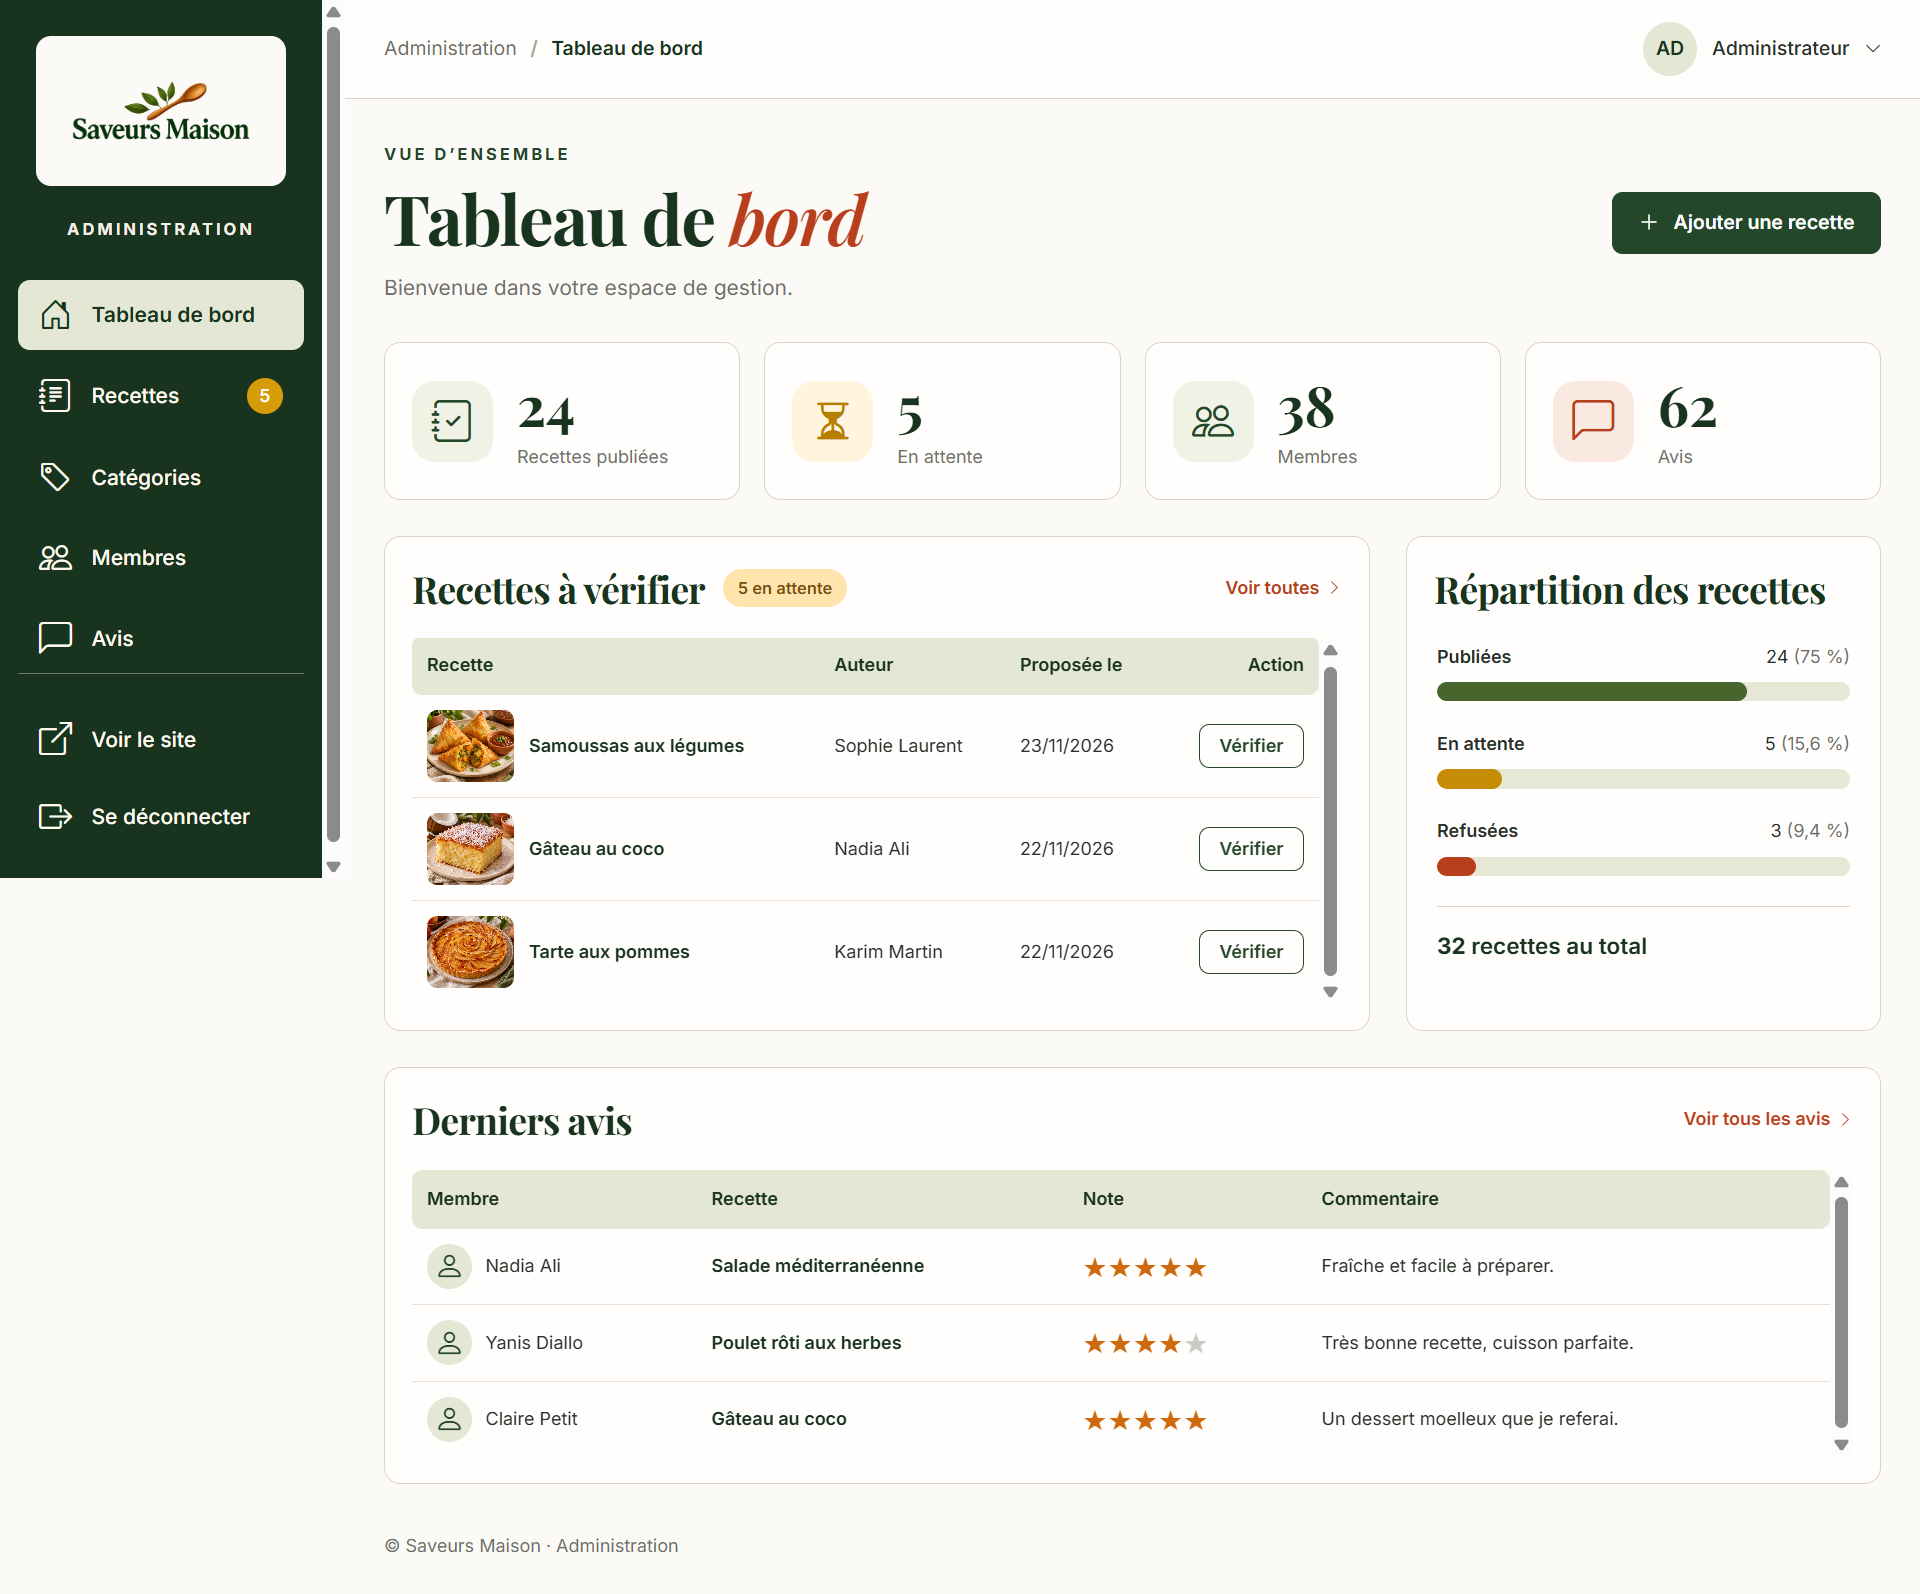 Saveurs Maison
ADMINISTRATION
Tableau de bord
Recettes 5
Catégories
Membres
Avis
Voir le site
Se déconnecter
Administration / Tableau de bord
AD Administrateur
VUE D’ENSEMBLE
Tableau de bord
Bienvenue dans votre espace de gestion.
+ Ajouter une recette
24
Recettes publiées
5
En attente
38
Membres
62
Avis
Recettes à vérifier 5 en attente Voir toutes
Recette Auteur Proposée le Action
Samoussas aux légumes Sophie Laurent 23/11/2026 Vérifier
Gâteau au coco Nadia Ali 22/11/2026 Vérifier
Tarte aux pommes Karim Martin 22/11/2026 Vérifier
Répartition des recettes
Publiées 24 (75 %)
En attente 5 (15,6 %)
Refusées 3 (9,4 %)
32 recettes au total
Derniers avis Voir tous les avis
Membre Recette Note Commentaire
Nadia Ali Salade méditerranéenne ★★★★★ Fraîche et facile à préparer.
Yanis Diallo Poulet rôti aux herbes ★★★★★ Très bonne recette, cuisson parfaite.
Claire Petit Gâteau au coco ★★★★★ Un dessert moelleux que je referai.
© Saveurs Maison · Administration